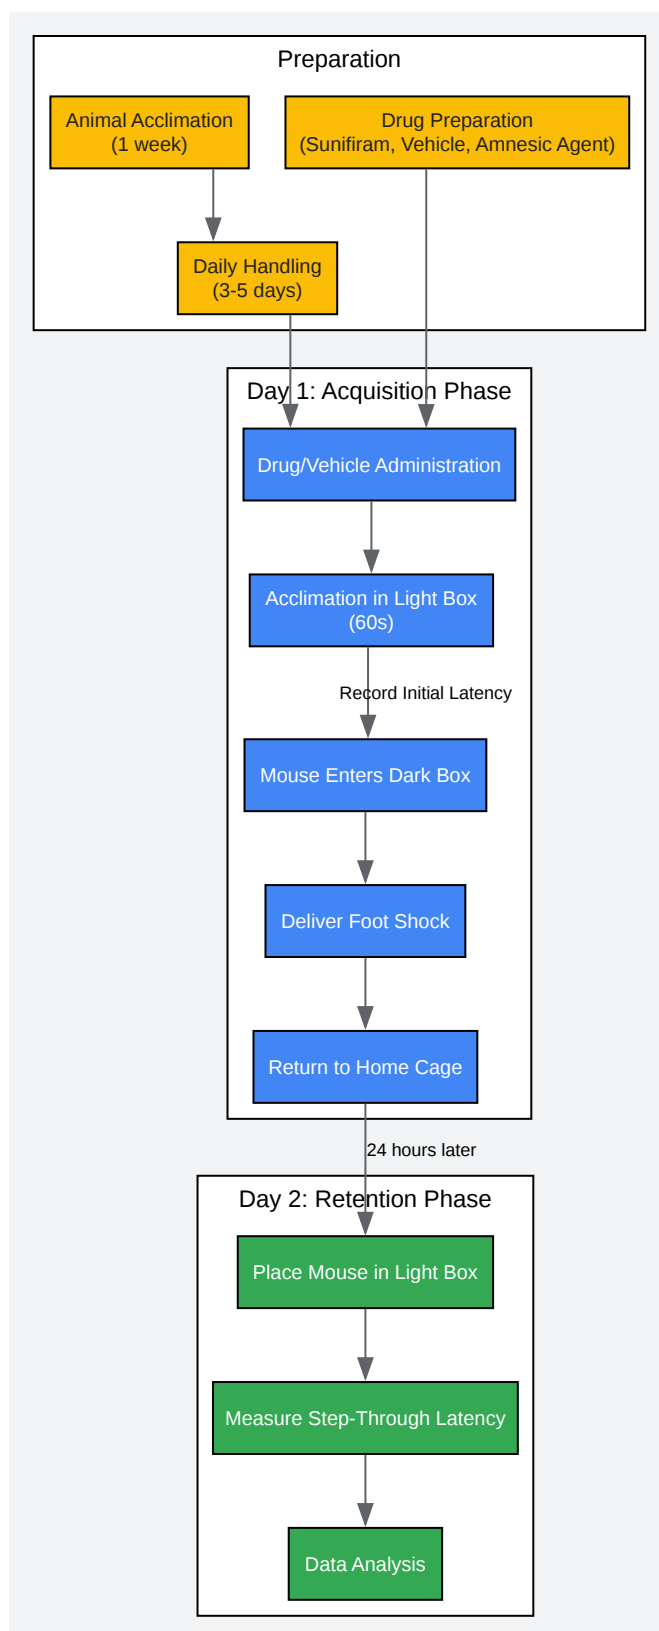 Preparation
Animal Acclimation
(1 week)
Drug Preparation
(Sunifiram, Vehicle, Amnesic Agent)
Daily Handling
(3-5 days)
Day 1: Acquisition Phase
Drug/Vehicle Administration
Acclimation in Light Box
(60s)
Record Initial Latency
Mouse Enters Dark Box
Deliver Foot Shock
Return to Home Cage
24 hours later
Day 2: Retention Phase
Place Mouse in Light Box
Measure Step-Through Latency
Data Analysis